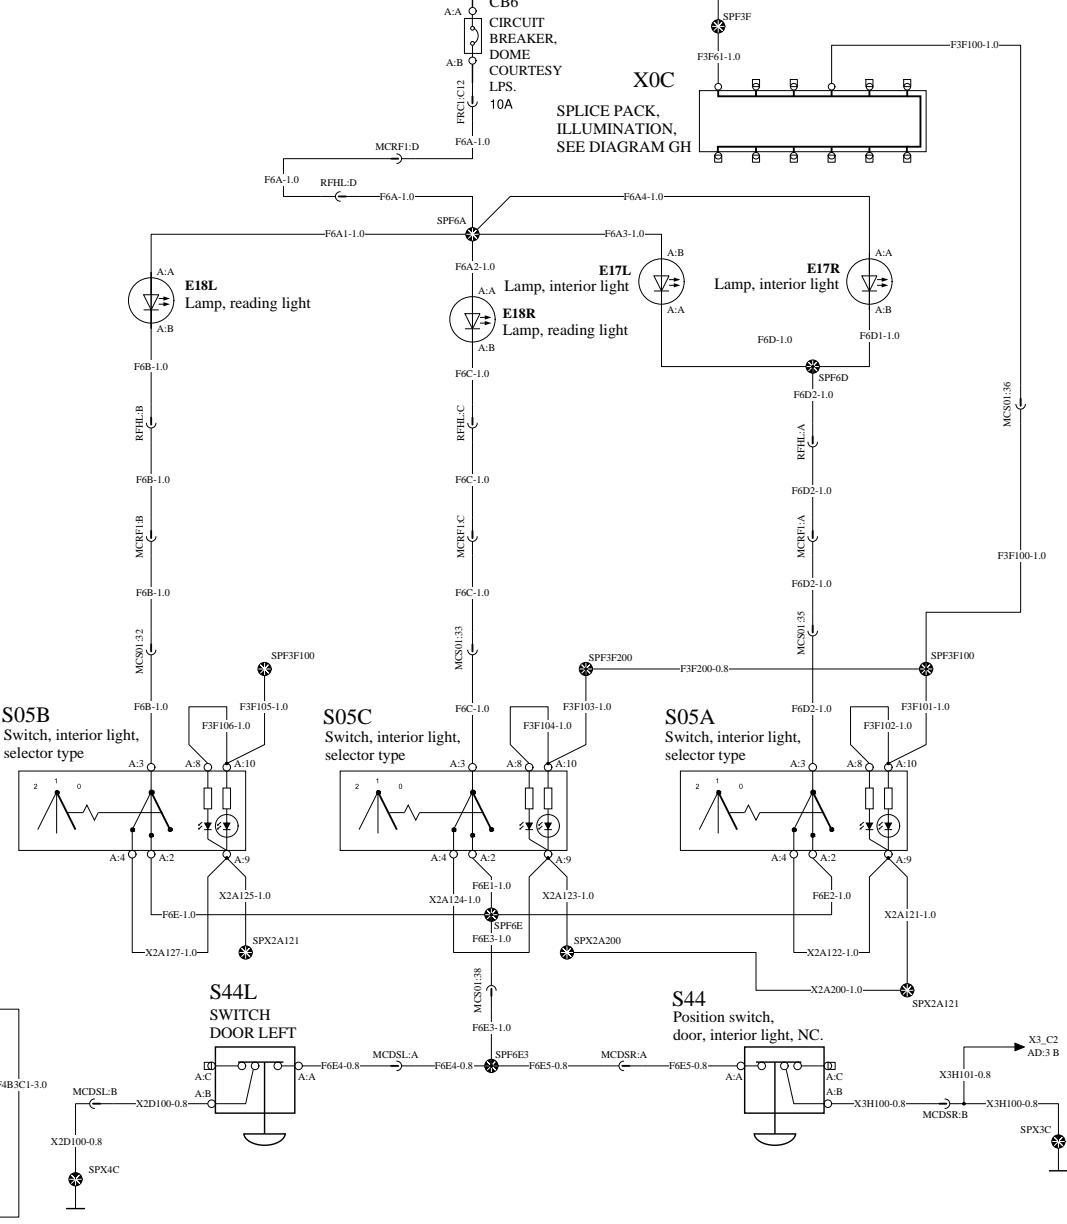 CB6
A:A
CIRCUIT
BREAKER,
DOME
COURTESY
LPS.
10A
A:B
FRC1:C12
F6A-1.0
MCRF1:D
F6A-1.0
RFHL:D
F6A-1.0
SPF3F
F3F61-1.0
X0C
SPLICE PACK,
ILLUMINATION,
SEE DIAGRAM GH
F3F100-1.0
SPF6A
F6A4-1.0
F6A1-1.0
F6A3-1.0
F6A2-1.0
A:A
E18L
Lamp, reading light
A:B
A:A
E18R
Lamp, reading light
A:B
A:B
E17L
Lamp, interior light
A:A
A:A
E17R
Lamp, interior light
A:B
F6D-1.0
F6D1-1.0
SPF6D
F6B-1.0
F6C-1.0
F6D2-1.0
MCS01:36
RFHL:B
RFHL:C
RFHL:A
F6B-1.0
F6C-1.0
F6D2-1.0
MCRF1:B
MCRF1:C
MCRF1:A
F3F100-1.0
F6B-1.0
F6C-1.0
F6D2-1.0
MCS01:32
MCS01:33
MCS01:35
SPF3F100
SPF3F200
F3F200-0.8
SPF3F100
S05B
Switch, interior light,
selector type
F6B-1.0
F3F105-1.0
F3F106-1.0
A:3
A:8
A:10
2 1 0
A:4
A:2
A:9
S05C
Switch, interior light,
selector type
F6C-1.0
F3F103-1.0
F3F104-1.0
A:3
A:8
A:10
2 1 0
A:4
A:2
A:9
S05A
Switch, interior light,
selector type
F6D2-1.0
F3F101-1.0
F3F102-1.0
A:3
A:8
A:10
2 1 0
A:4
A:2
A:9
X2A125-1.0
F6E1-1.0
X2A124-1.0
X2A123-1.0
F6E2-1.0
X2A121-1.0
F6E-1.0
SPF6E
F6E3-1.0
SPX2A121
SPX2A200
X2A127-1.0
X2A122-1.0
MCS01:38
X2A200-1.0
SPX2A121
S44L
SWITCH
DOOR LEFT
S44
Position switch,
door, interior light, NC.
F6E3-1.0
MCDSL:A
SPF6E3
MCDSR:A
F6E4-0.8
F6E4-0.8
F6E5-0.8
F6E5-0.8
A:C
A:A
A:B
A:A
A:C
A:B
X3_C2
AD:3 B
X3H101-0.8
F4B3C1-3.0
MCDSL:B
X2D100-0.8
X3H100-0.8
MCDSR:B
X3H100-0.8
X2D100-0.8
SPX4C
SPX3C